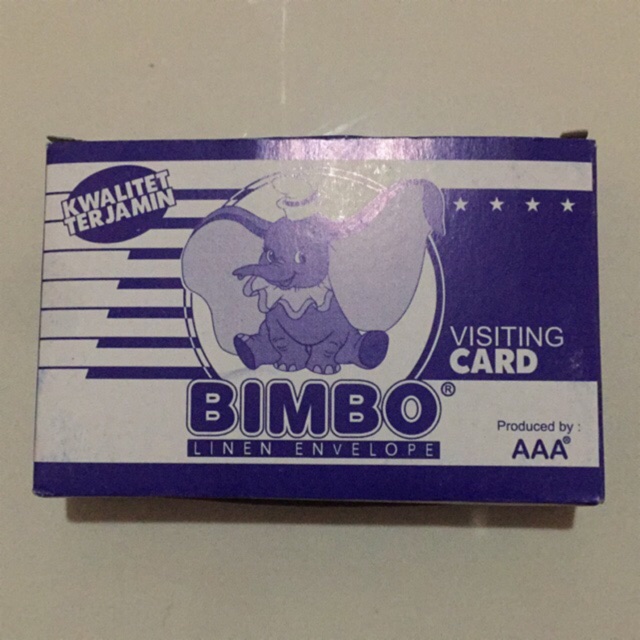 KWALITET
TERJAMIN
VISITING
CARD
BIMBO®
LINEN ENVELOPE
Produced by :
AAA®